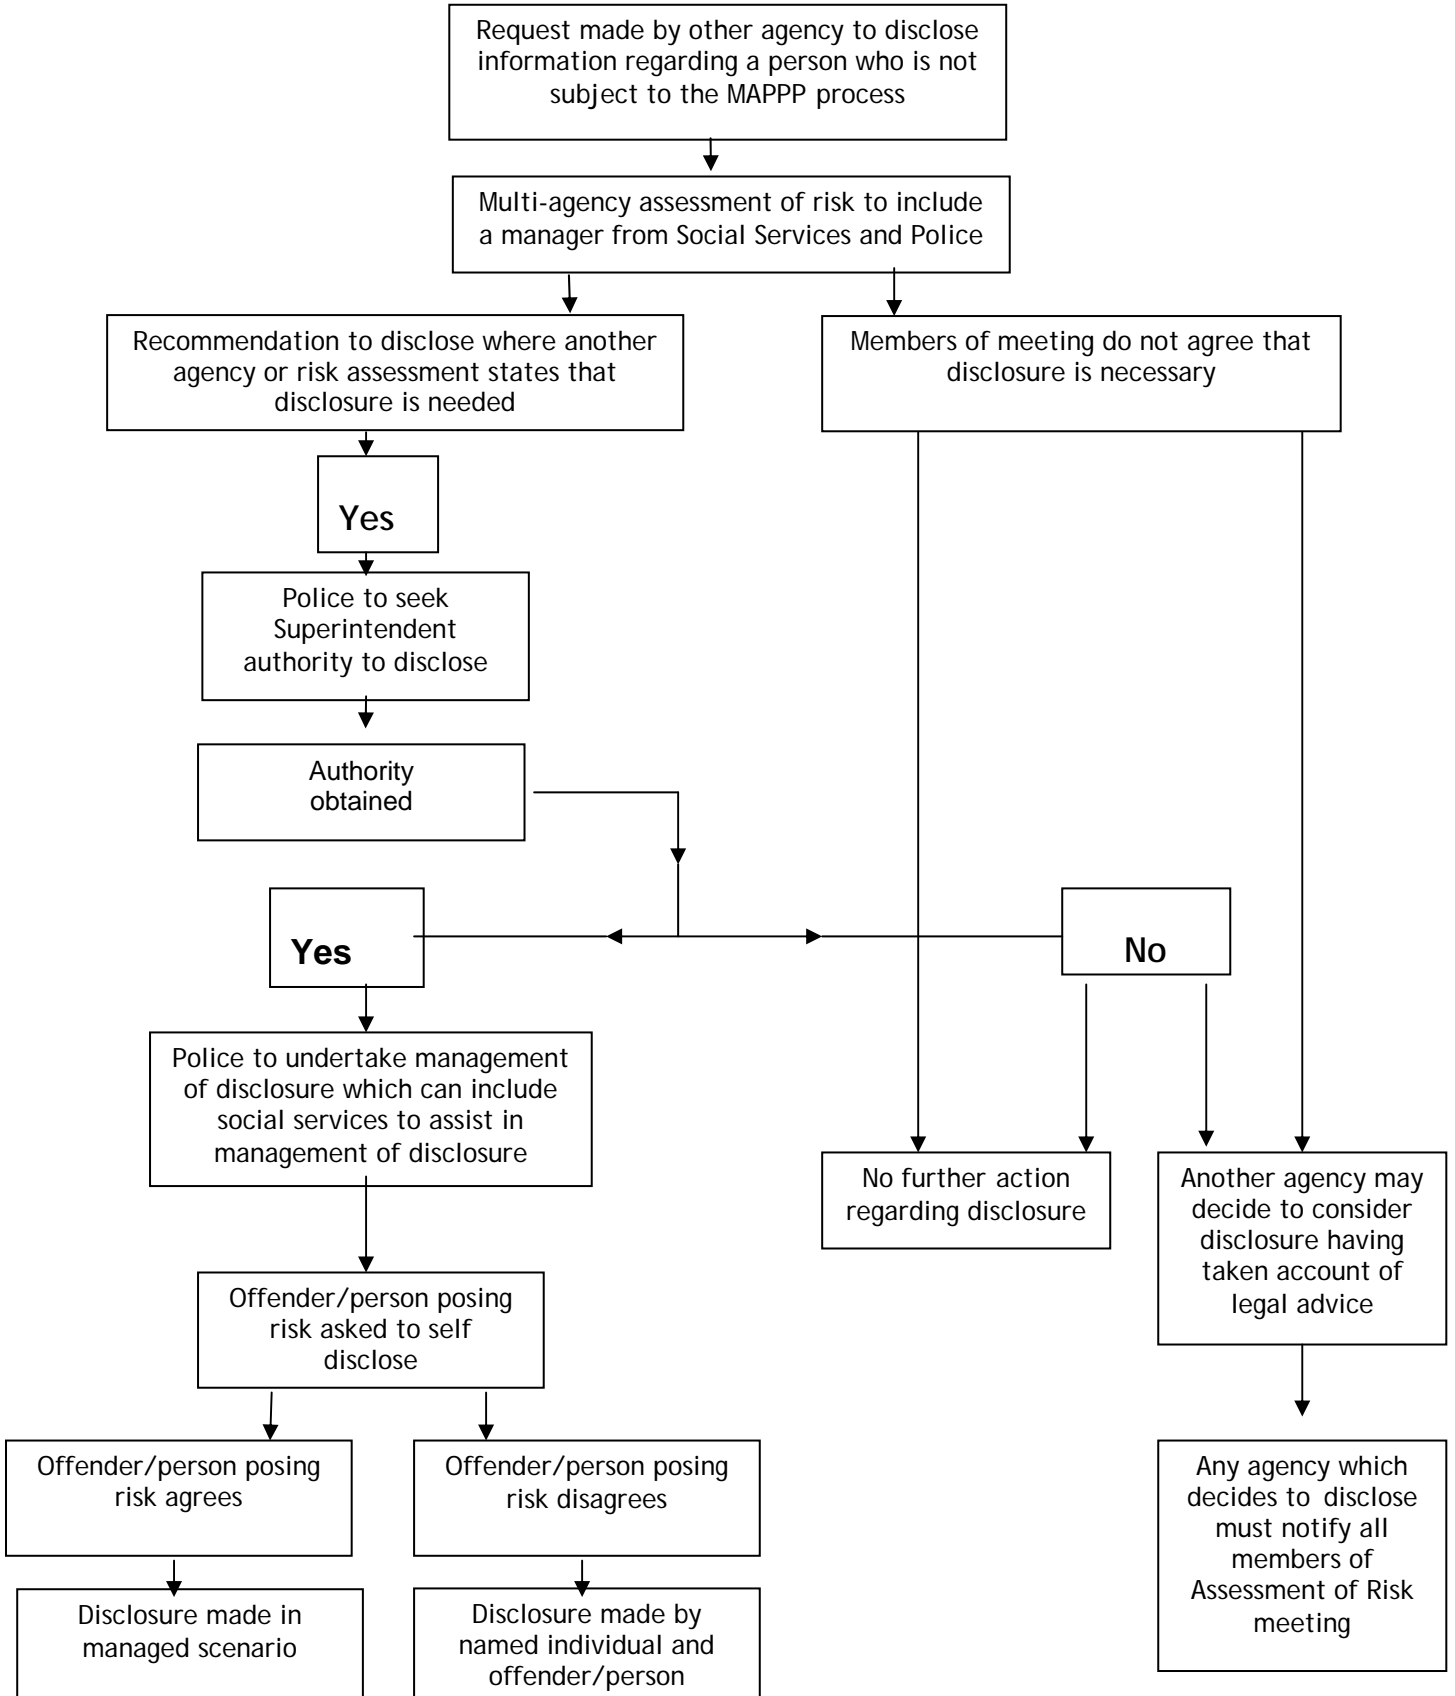 Request made by other agency to disclose
information regarding a person who is not
subject to the MAPPP process
Multi-agency assessment of risk to include
a manager from Social Services and Police
Recommendation to disclose where another
agency or risk assessment states that
disclosure is needed
Members of meeting do not agree that
disclosure is necessary
Yes
Police to seek
Superintendent
authority to disclose
Authority
obtained
Yes
No
Police to undertake management
of disclosure which can include
social services to assist in
management of disclosure
No further action
regarding disclosure
Another agency may
decide to consider
disclosure having
taken account of
legal advice
Offender/person posing
risk asked to self
disclose
Offender/person posing
risk agrees
Offender/person posing
risk disagrees
Any agency which
decides to disclose
must notify all
members of
Assessment of Risk
meeting
Disclosure made in
managed scenario
Disclosure made by
named individual and
offender/person